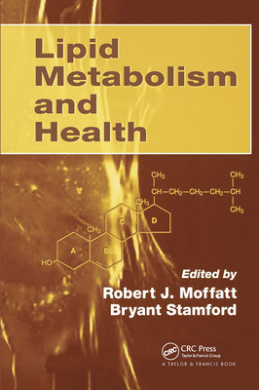 Lipid
Metabolism
and
Health
CH₃
CH₃
CH₃
CH—CH₂—CH₂—CH₂—CH
CH₃
CH₃
A
B
C
D
HO
Edited by
Robert J. Moffatt
Bryant Stamford
CRC Press
Taylor & Francis Group
A TAYLOR & FRANCIS BOOK